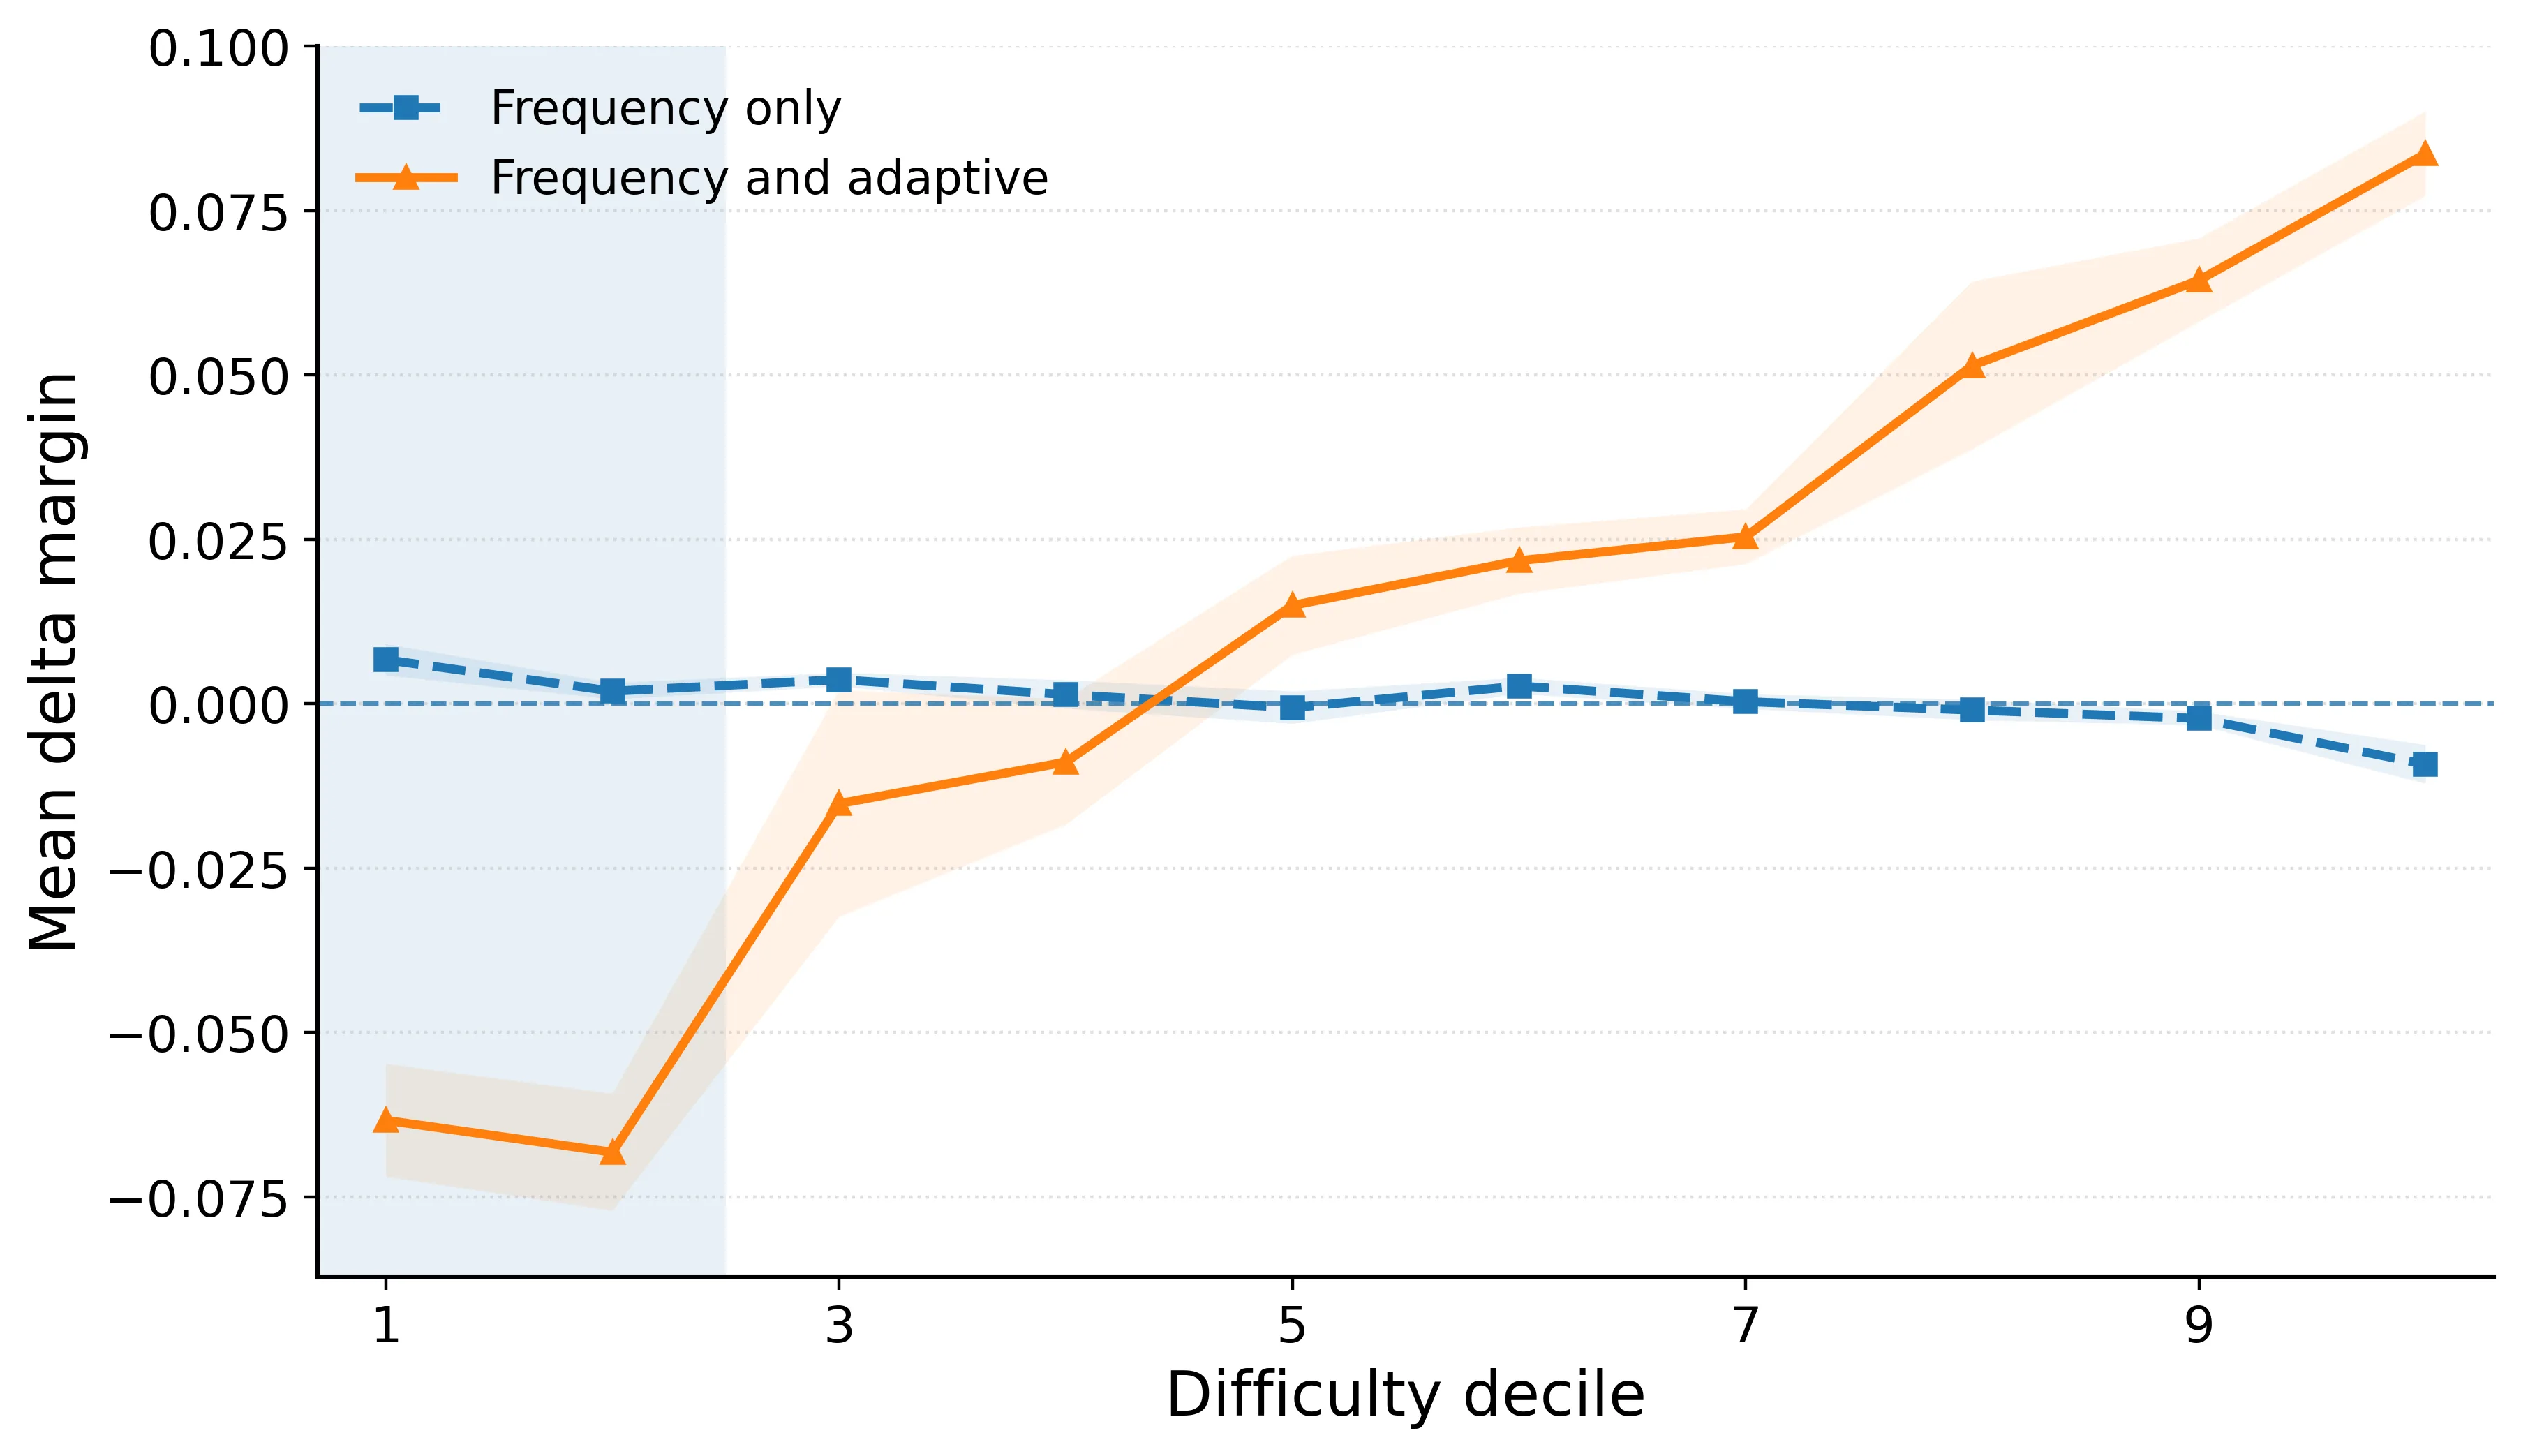 0.100
0.075
0.050
0.025
0.000
−0.025
−0.050
−0.075
Mean delta margin
Frequency only
Frequency and adaptive
1 3 5 7 9
Difficulty decile